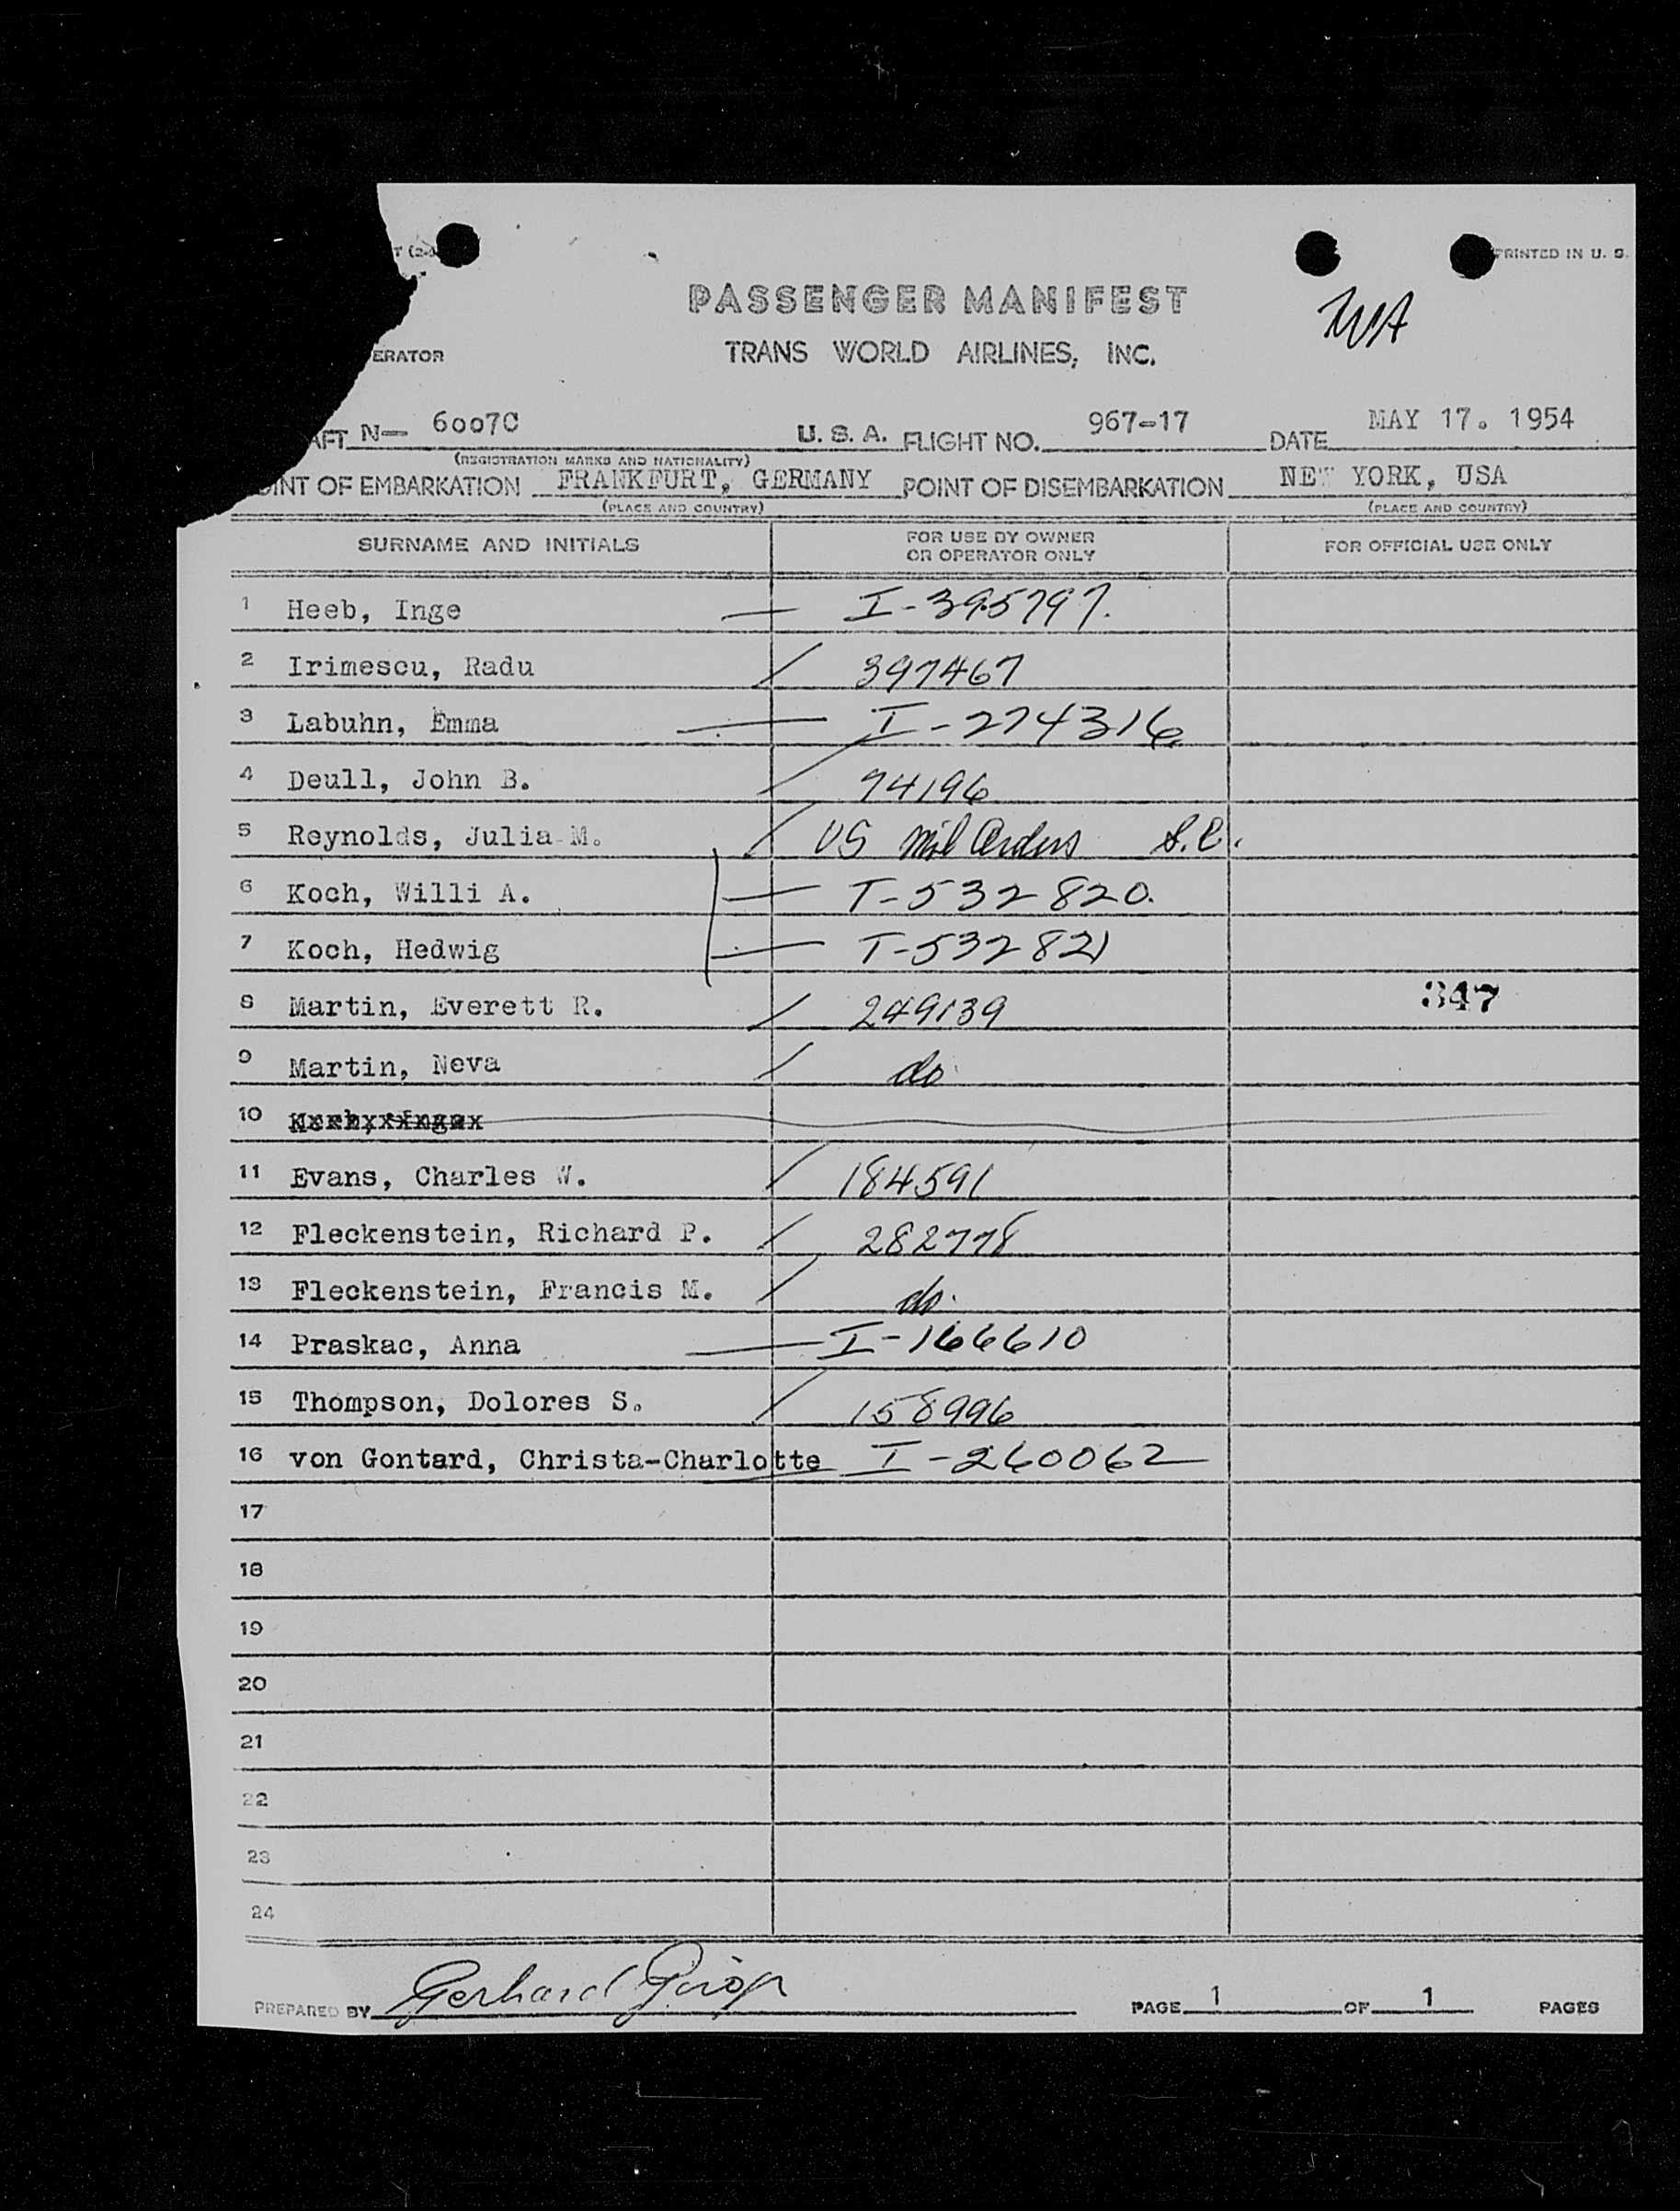 T (2-
PRINTED IN U. S.
PASSENGER MANIFEST
ERATOR
TRANS WORLD AIRLINES, INC.
AFT N— 6007C U. S. A. FLIGHT NO. 967-17 DATE MAY 17. 1954
(REGISTRATION MARKS AND NATIONALITY)
OINT OF EMBARKATION FRANKFURT, GERMANY POINT OF DISEMBARKATION NEW YORK, USA
(PLACE AND COUNTRY) (PLACE AND COUNTRY)
SURNAME AND INITIALS FOR USE BY OWNER OR OPERATOR ONLY FOR OFFICIAL USE ONLY
1 Heeb, Inge — I-395797.
2 Irimescu, Radu / 397467
3 Labuhn, Emma — I-274316
4 Deull, John B. / 74196
5 Reynolds, Julia M. / US Mil Orders
6 Koch, Willi A. — T-532820.
7 Koch, Hedwig — T-532821
8 Martin, Everett R. / 249139 347
9 Martin, Neva / do
10
11 Evans, Charles W. / 184591
12 Fleckenstein, Richard P. / 282778
13 Fleckenstein, Francis M. / do.
14 Praskac, Anna — I-166610
15 Thompson, Dolores S. / 158996
16 von Gontard, Christa-Charlotte I-260062
17
18
19
20
21
22
23
24
PREPARED BY Gerhard PAGE 1 OF 1 PAGES